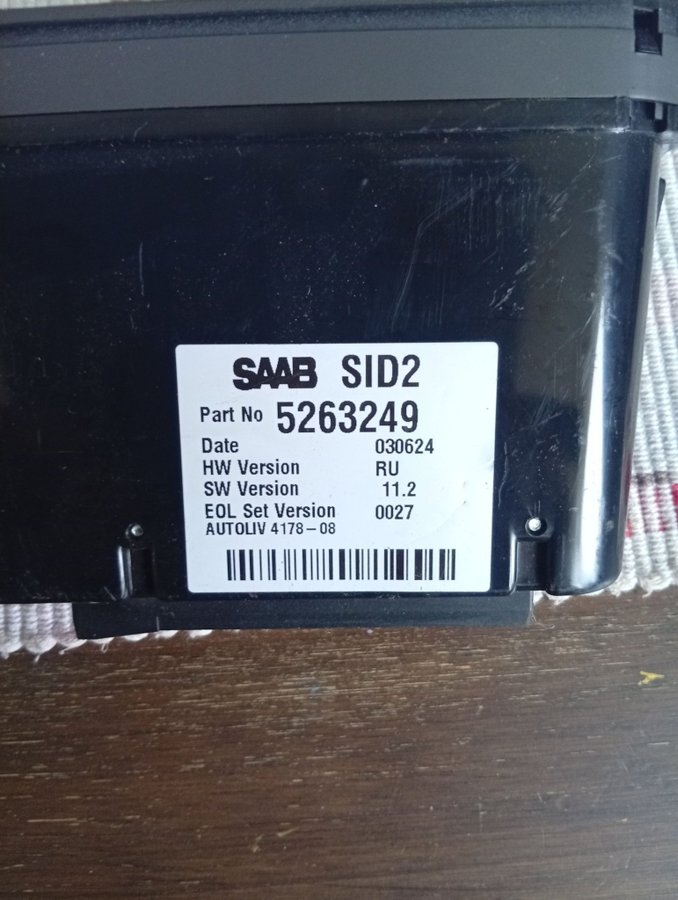 SAAB SID2
Part No 5263249
Date 030624
HW Version RU
SW Version 11.2
EOL Set Version 0027
AUTOLIV 4178-08